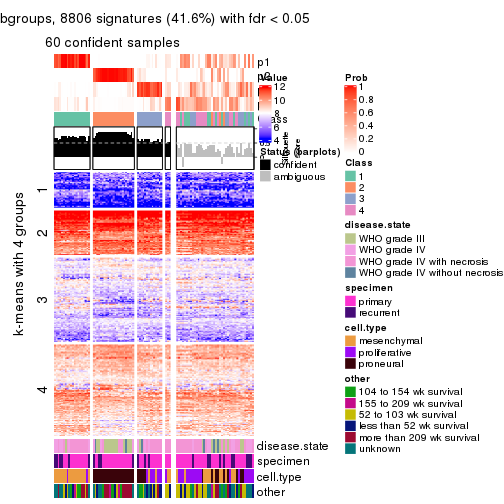 bgroups, 8806 signatures (41.6%) with fdr < 0.05
60 confident samples
p1
Value
12
10
8
6
4
Prob
1
0.8
0.6
0.4
0.2
0
Status (barplots)
confident
ambiguous
Silhouette
score
Class
1
2
3
4
k-means with 4 groups
1
2
3
4
disease.state
WHO grade III
WHO grade IV
WHO grade IV with necrosis
WHO grade IV without necrosis
specimen
primary
recurrent
cell.type
mesenchymal
proliferative
proneural
other
104 to 154 wk survival
155 to 209 wk survival
52 to 103 wk survival
less than 52 wk survival
more than 209 wk survival
unknown
disease.state
specimen
cell.type
other